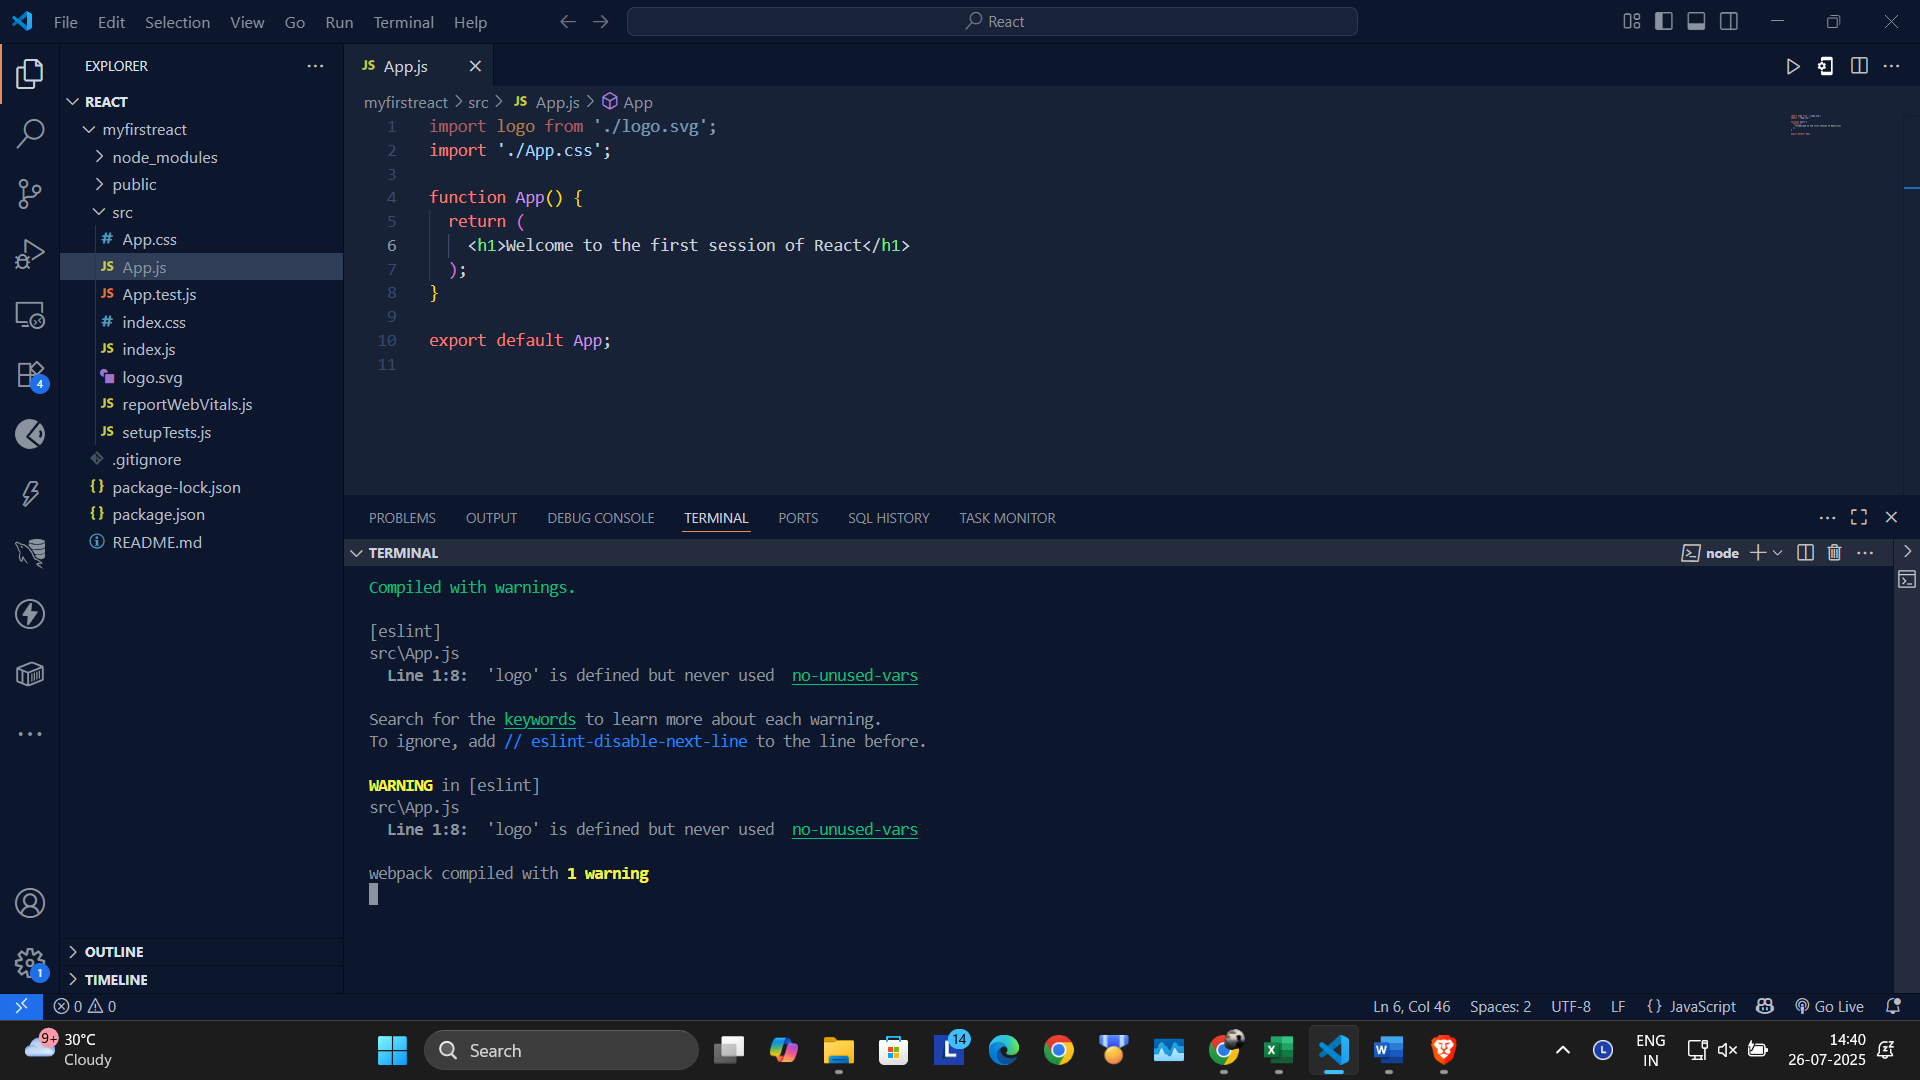 File Edit Selection View Go Run Terminal Help
React
EXPLORER
REACT
myfirstreact
node_modules
public
src
App.css
App.js
App.test.js
index.css
index.js
logo.svg
reportWebVitals.js
setupTests.js
.gitignore
package-lock.json
package.json
README.md
OUTLINE
TIMELINE
4
1
JS App.js
myfirstreact > src > JS App.js > App
1 import logo from './logo.svg';
2 import './App.css';
3
4 function App() {
5 return (
6 <h1>Welcome to the first session of React</h1>
7 );
8 }
9
10 export default App;
11
PROBLEMS OUTPUT DEBUG CONSOLE TERMINAL PORTS SQL HISTORY TASK MONITOR
TERMINAL
node
Compiled with warnings.
[eslint]
src\App.js
Line 1:8: 'logo' is defined but never used no-unused-vars
Search for the keywords to learn more about each warning.
To ignore, add // eslint-disable-next-line to the line before.
WARNING in [eslint]
src\App.js
Line 1:8: 'logo' is defined but never used no-unused-vars
webpack compiled with 1 warning
0 0
Ln 6, Col 46 Spaces: 2 UTF-8 LF {} JavaScript Go Live
9+
30°C
Cloudy
Search
14
ENG
IN
14:40
26-07-2025